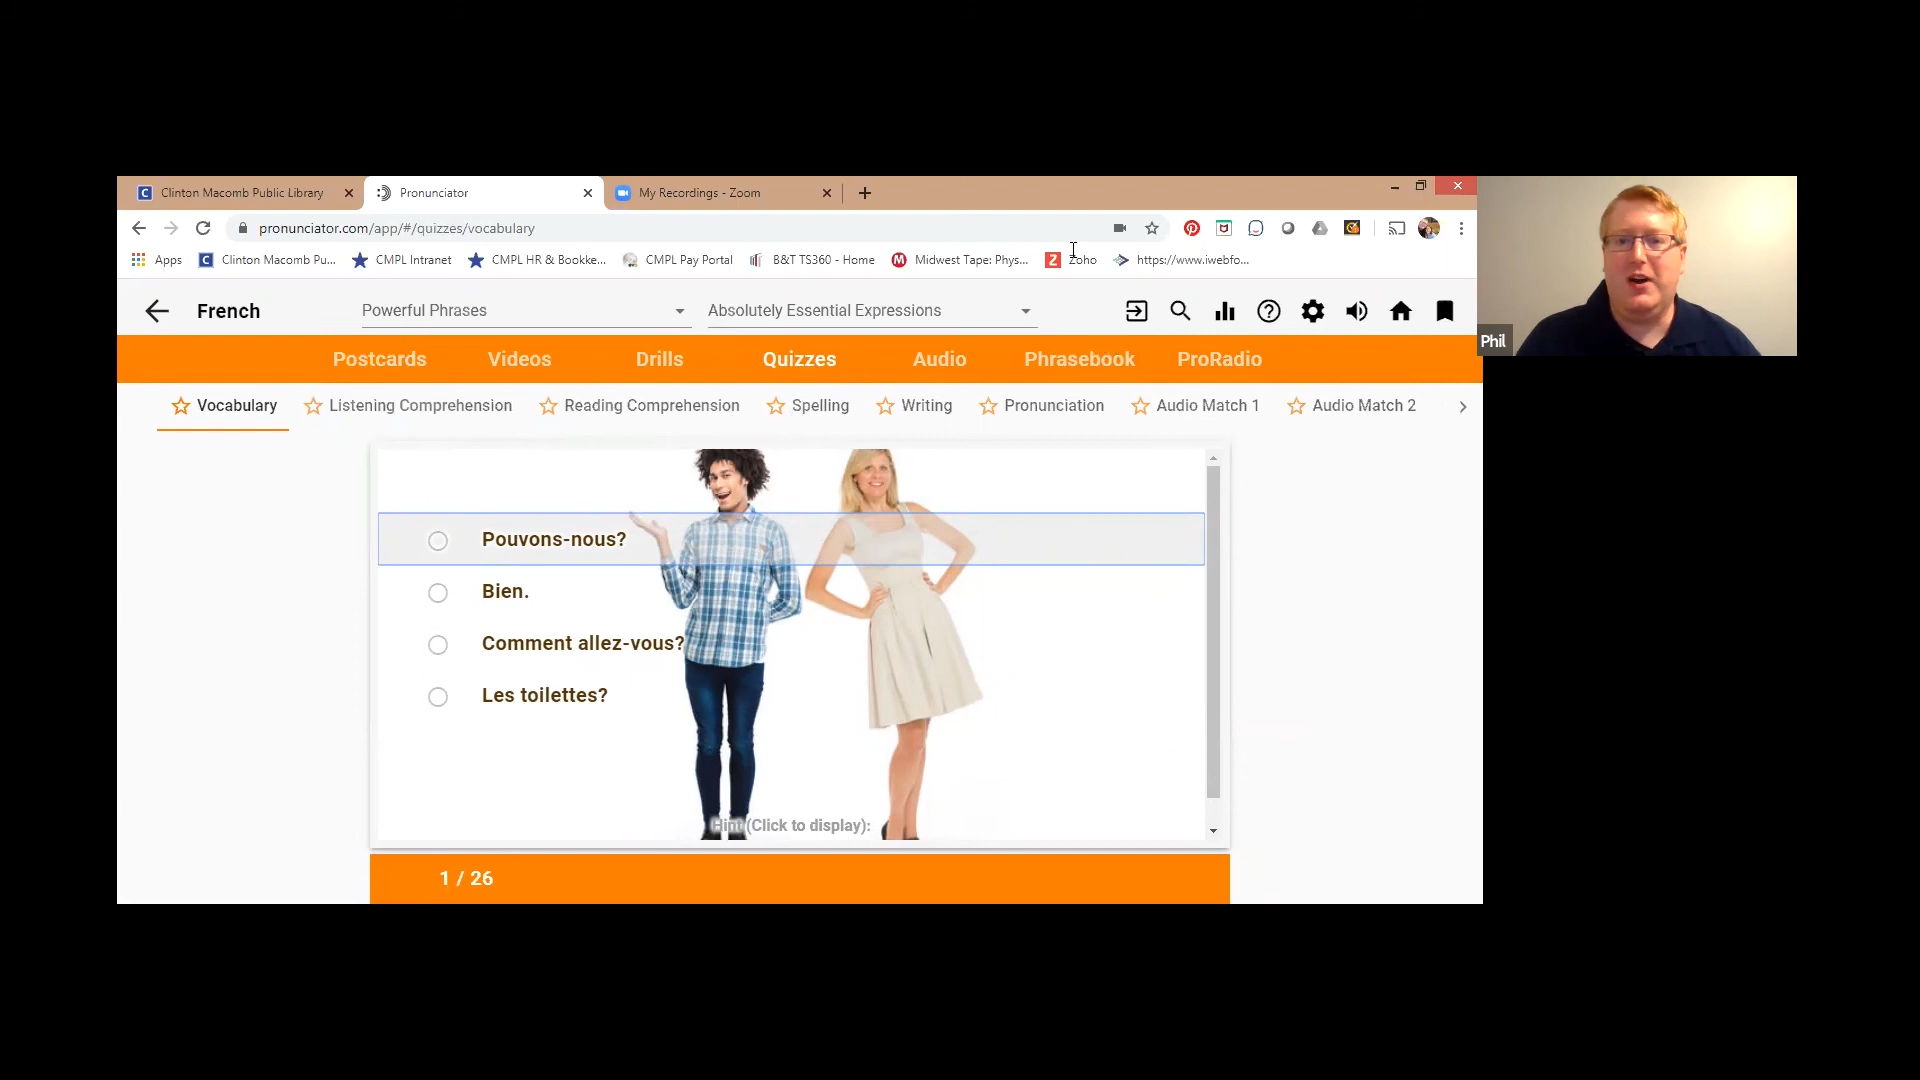 Clinton Macomb Public Library
Pronunciator
My Recordings - Zoom
pronunciator.com/app/#/quizzes/vocabulary
Apps
Clinton Macomb Pu...
CMPL Intranet
CMPL HR & Bookke...
CMPL Pay Portal
B&T TS360 - Home
Midwest Tape: Phys...
Zoho
https://www.iwebfo...
French
Powerful Phrases
Absolutely Essential Expressions
Phil
Postcards
Videos
Drills
Quizzes
Audio
Phrasebook
ProRadio
Vocabulary
Listening Comprehension
Reading Comprehension
Spelling
Writing
Pronunciation
Audio Match 1
Audio Match 2
Pouvons-nous?
Bien.
Comment allez-vous?
Les toilettes?
Hint (Click to display):
1 / 26